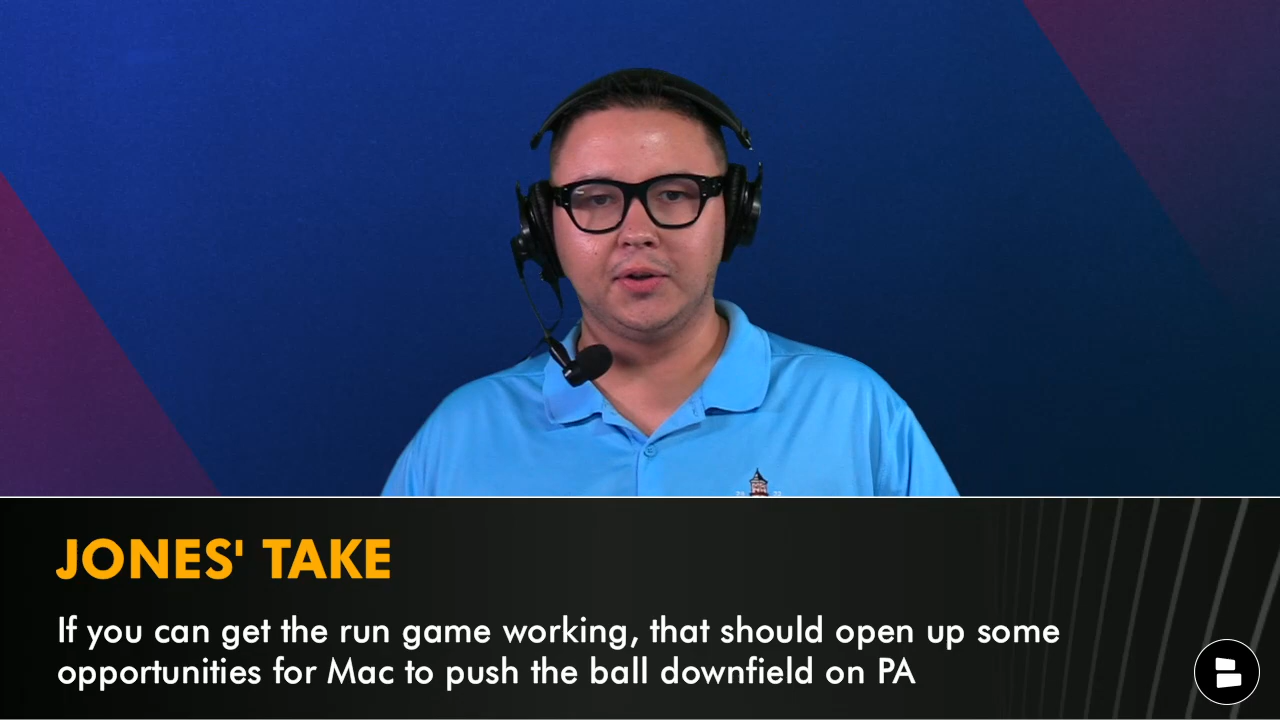 JONES' TAKE
If you can get the run game working, that should open up some
opportunities for Mac to push the ball downfield on PA